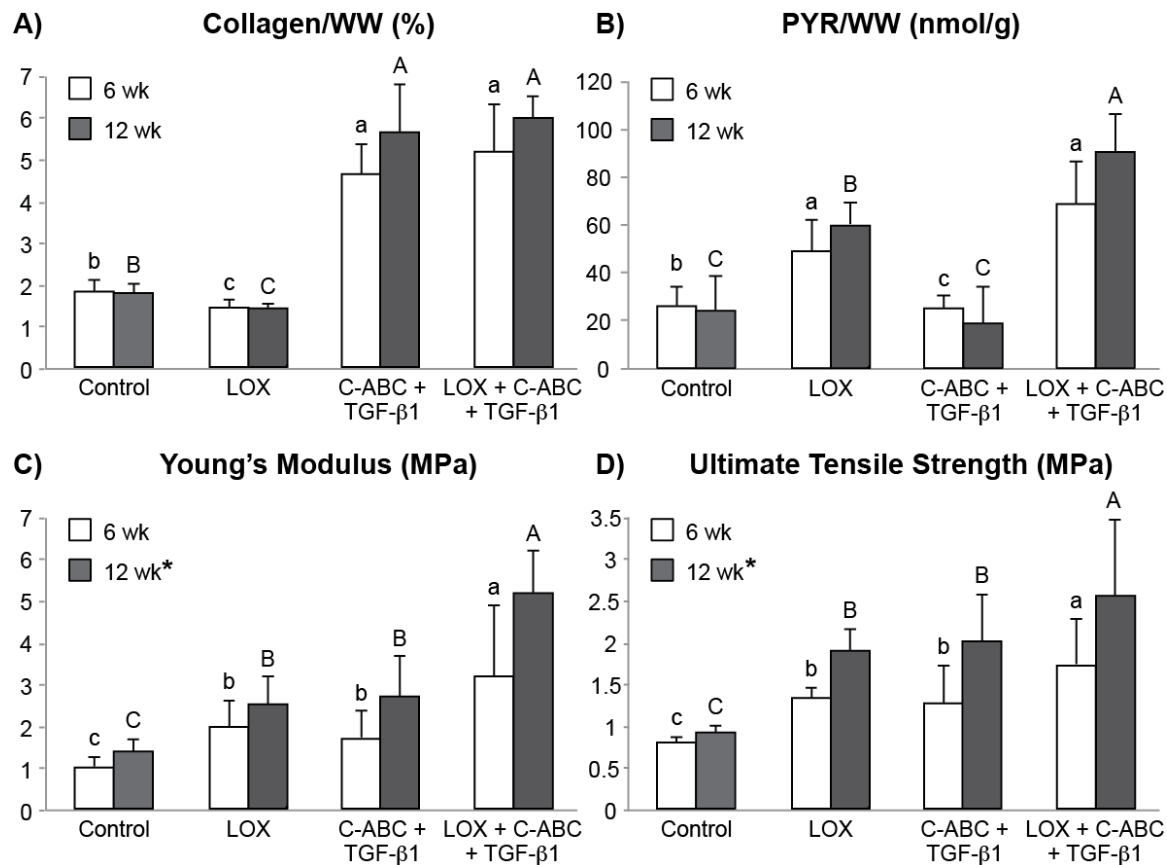 A) Collagen/WW (%)
7
6
5
4
3
2
1
0
6 wk
12 wk
b
B
c
C
a
A
a
A
Control
LOX
C-ABC +
TGF-β1
LOX + C-ABC
+ TGF-β1
B) PYR/WW (nmol/g)
120
100
80
60
40
20
0
6 wk
12 wk
b
C
a
B
c
C
a
A
Control
LOX
C-ABC +
TGF-β1
LOX + C-ABC
+ TGF-β1
C) Young's Modulus (MPa)
7
6
5
4
3
2
1
0
6 wk
12 wk*
c
C
b
B
b
B
a
A
Control
LOX
C-ABC +
TGF-β1
LOX + C-ABC
+ TGF-β1
D) Ultimate Tensile Strength (MPa)
3.5
3
2.5
2
1.5
1
0.5
0
6 wk
12 wk*
c
C
b
B
b
B
a
A
Control
LOX
C-ABC +
TGF-β1
LOX + C-ABC
+ TGF-β1